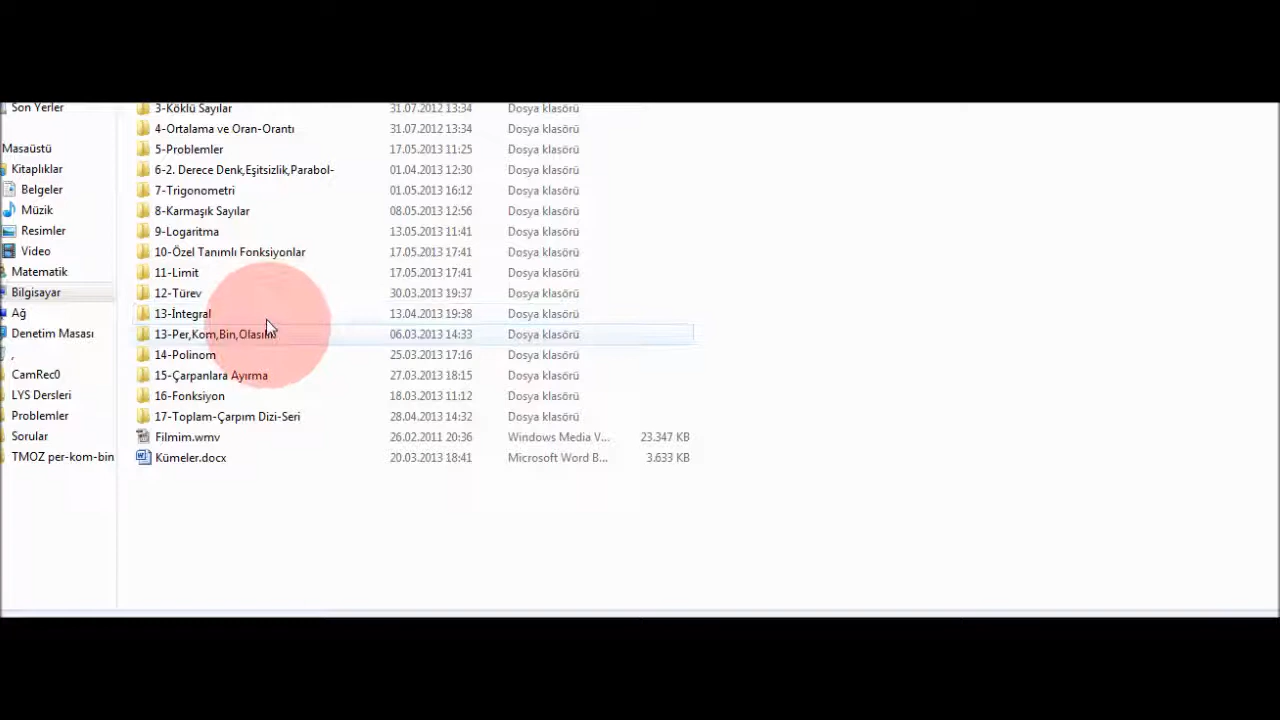 Son Yerler
Masaüstü
Kitaplıklar
Belgeler
Müzik
Resimler
Video
Matematik
Bilgisayar
Ağ
Denetim Masası
,
CamRec0
LYS Dersleri
Problemler
Sorular
TMOZ per-kom-bin
3-Köklü Sayılar 31.07.2012 13:34 Dosya klasörü
4-Ortalama ve Oran-Orantı 31.07.2012 13:34 Dosya klasörü
5-Problemler 17.05.2013 11:25 Dosya klasörü
6-2. Derece Denk,Eşitsizlik,Parabol- 01.04.2013 12:30 Dosya klasörü
7-Trigonometri 01.05.2013 16:12 Dosya klasörü
8-Karmaşık Sayılar 08.05.2013 12:56 Dosya klasörü
9-Logaritma 13.05.2013 11:41 Dosya klasörü
10-Özel Tanımlı Fonksiyonlar 17.05.2013 17:41 Dosya klasörü
11-Limit 17.05.2013 17:41 Dosya klasörü
12-Türev 30.03.2013 19:37 Dosya klasörü
13-İntegral 13.04.2013 19:38 Dosya klasörü
13-Per,Kom,Bin,Olasılık 06.03.2013 14:33 Dosya klasörü
14-Polinom 25.03.2013 17:16 Dosya klasörü
15-Çarpanlara Ayırma 27.03.2013 18:15 Dosya klasörü
16-Fonksiyon 18.03.2013 11:12 Dosya klasörü
17-Toplam-Çarpım Dizi-Seri 28.04.2013 14:32 Dosya klasörü
Filmim.wmv 26.02.2011 20:36 Windows Media V... 23.347 KB
Kümeler.docx 20.03.2013 18:41 Microsoft Word B... 3.633 KB